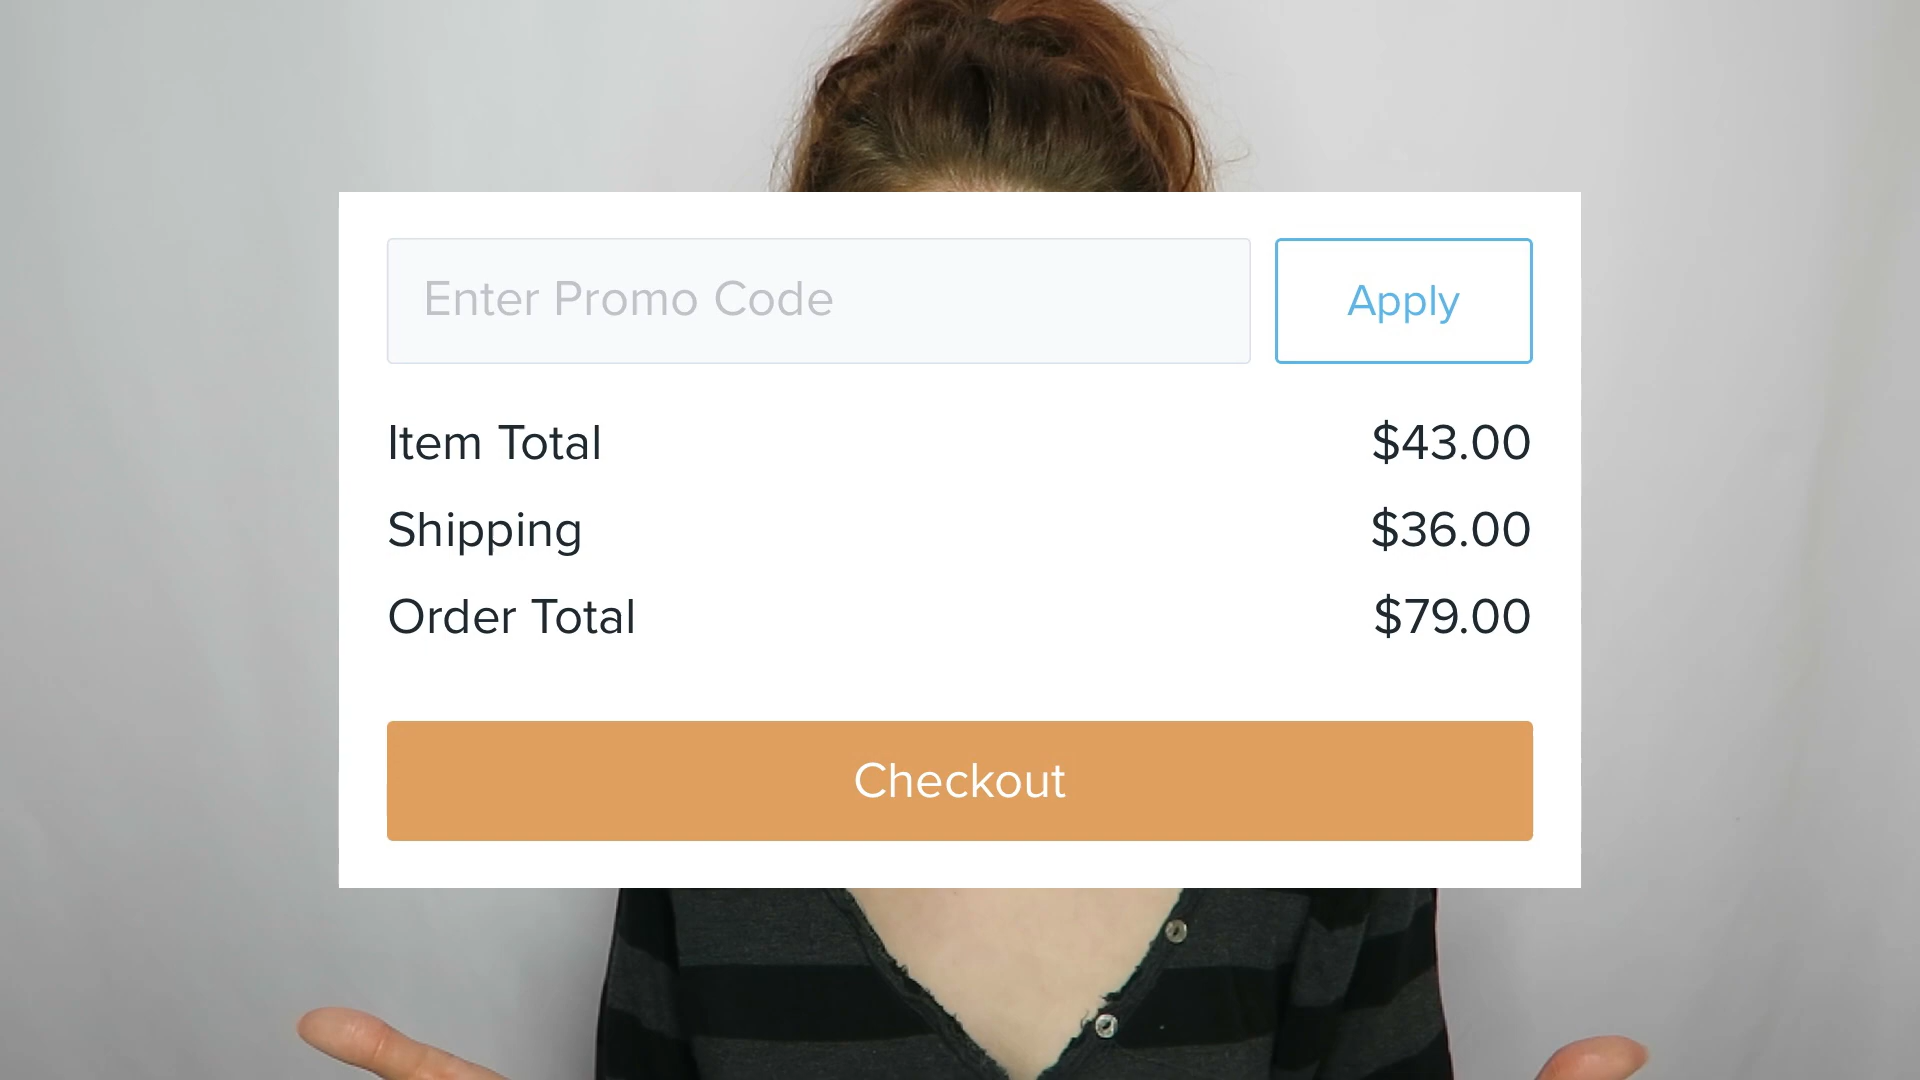 Enter Promo Code Apply
Item Total $43.00
Shipping $36.00
Order Total $79.00
Checkout